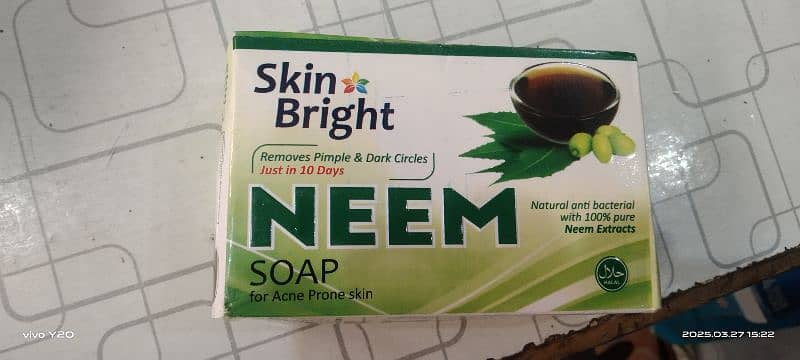 Skin
Bright
Removes Pimple & Dark Circles
Just in 10 Days
NEEM
SOAP
for Acne Prone skin
Natural anti bacterial
with 100% pure
Neem Extracts
حلال
HALAL
vivo Y20
2025.03.27 15:22